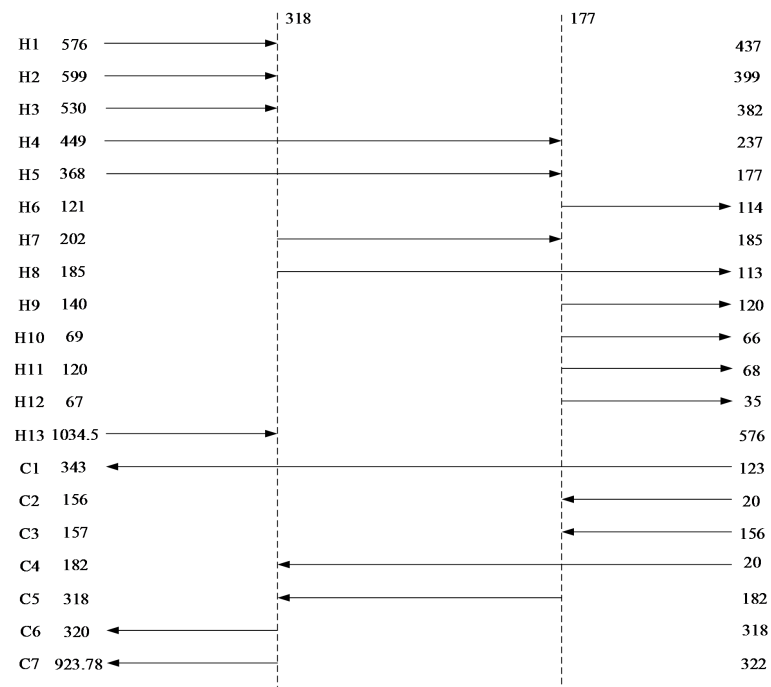 318 177
H1 576 437
H2 599 399
H3 530 382
H4 449 237
H5 368 177
H6 121 114
H7 202 185
H8 185 113
H9 140 120
H10 69 66
H11 120 68
H12 67 35
H13 1034.5 576
C1 343 123
C2 156 20
C3 157 156
C4 182 20
C5 318 182
C6 320 318
C7 923.78 322